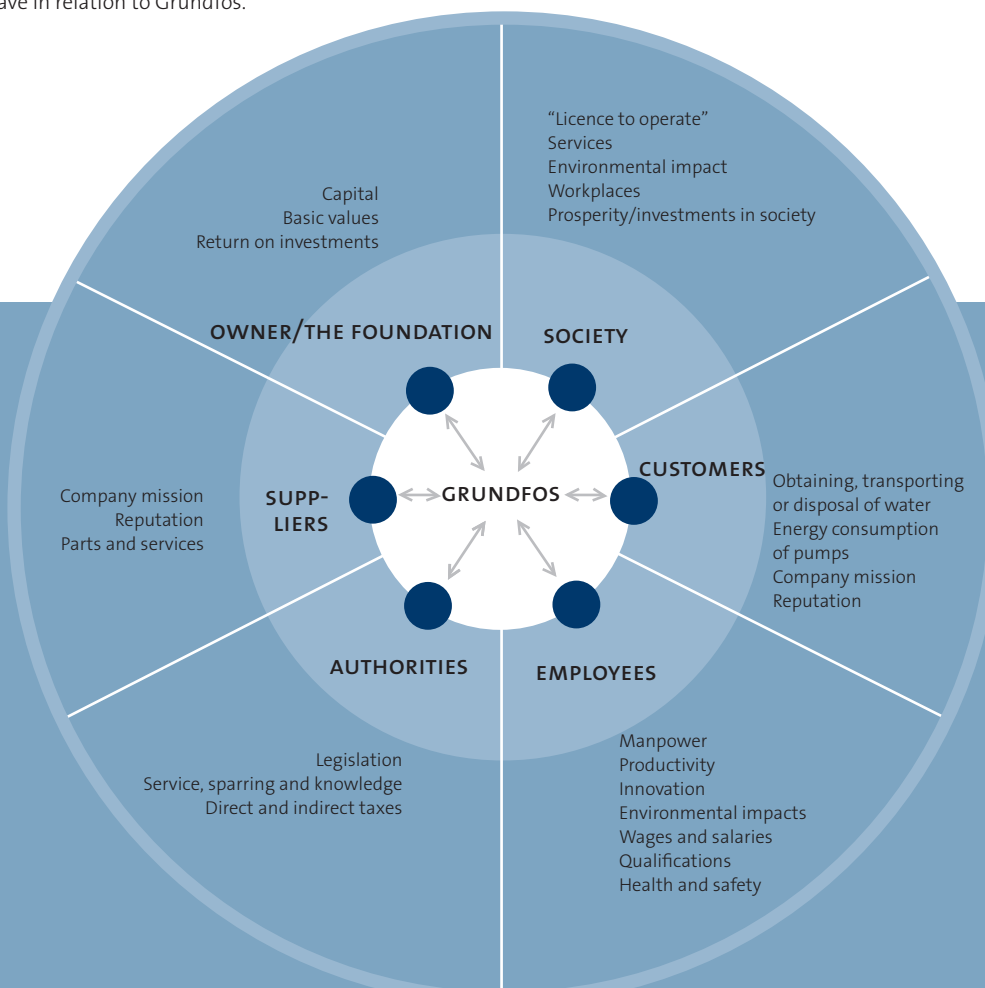 ave in relation to Grundfos.
"Licence to operate"
Services
Environmental impact
Workplaces
Prosperity/investments in society
Capital
Basic values
Return on investments
OWNER/THE FOUNDATION
SOCIETY
CUSTOMERS
Obtaining, transporting
or disposal of water
Energy consumption
of pumps
Company mission
Reputation
GRUNDFOS
SUPP-
LIERS
Company mission
Reputation
Parts and services
AUTHORITIES
EMPLOYEES
Legislation
Service, sparring and knowledge
Direct and indirect taxes
Manpower
Productivity
Innovation
Environmental impacts
Wages and salaries
Qualifications
Health and safety